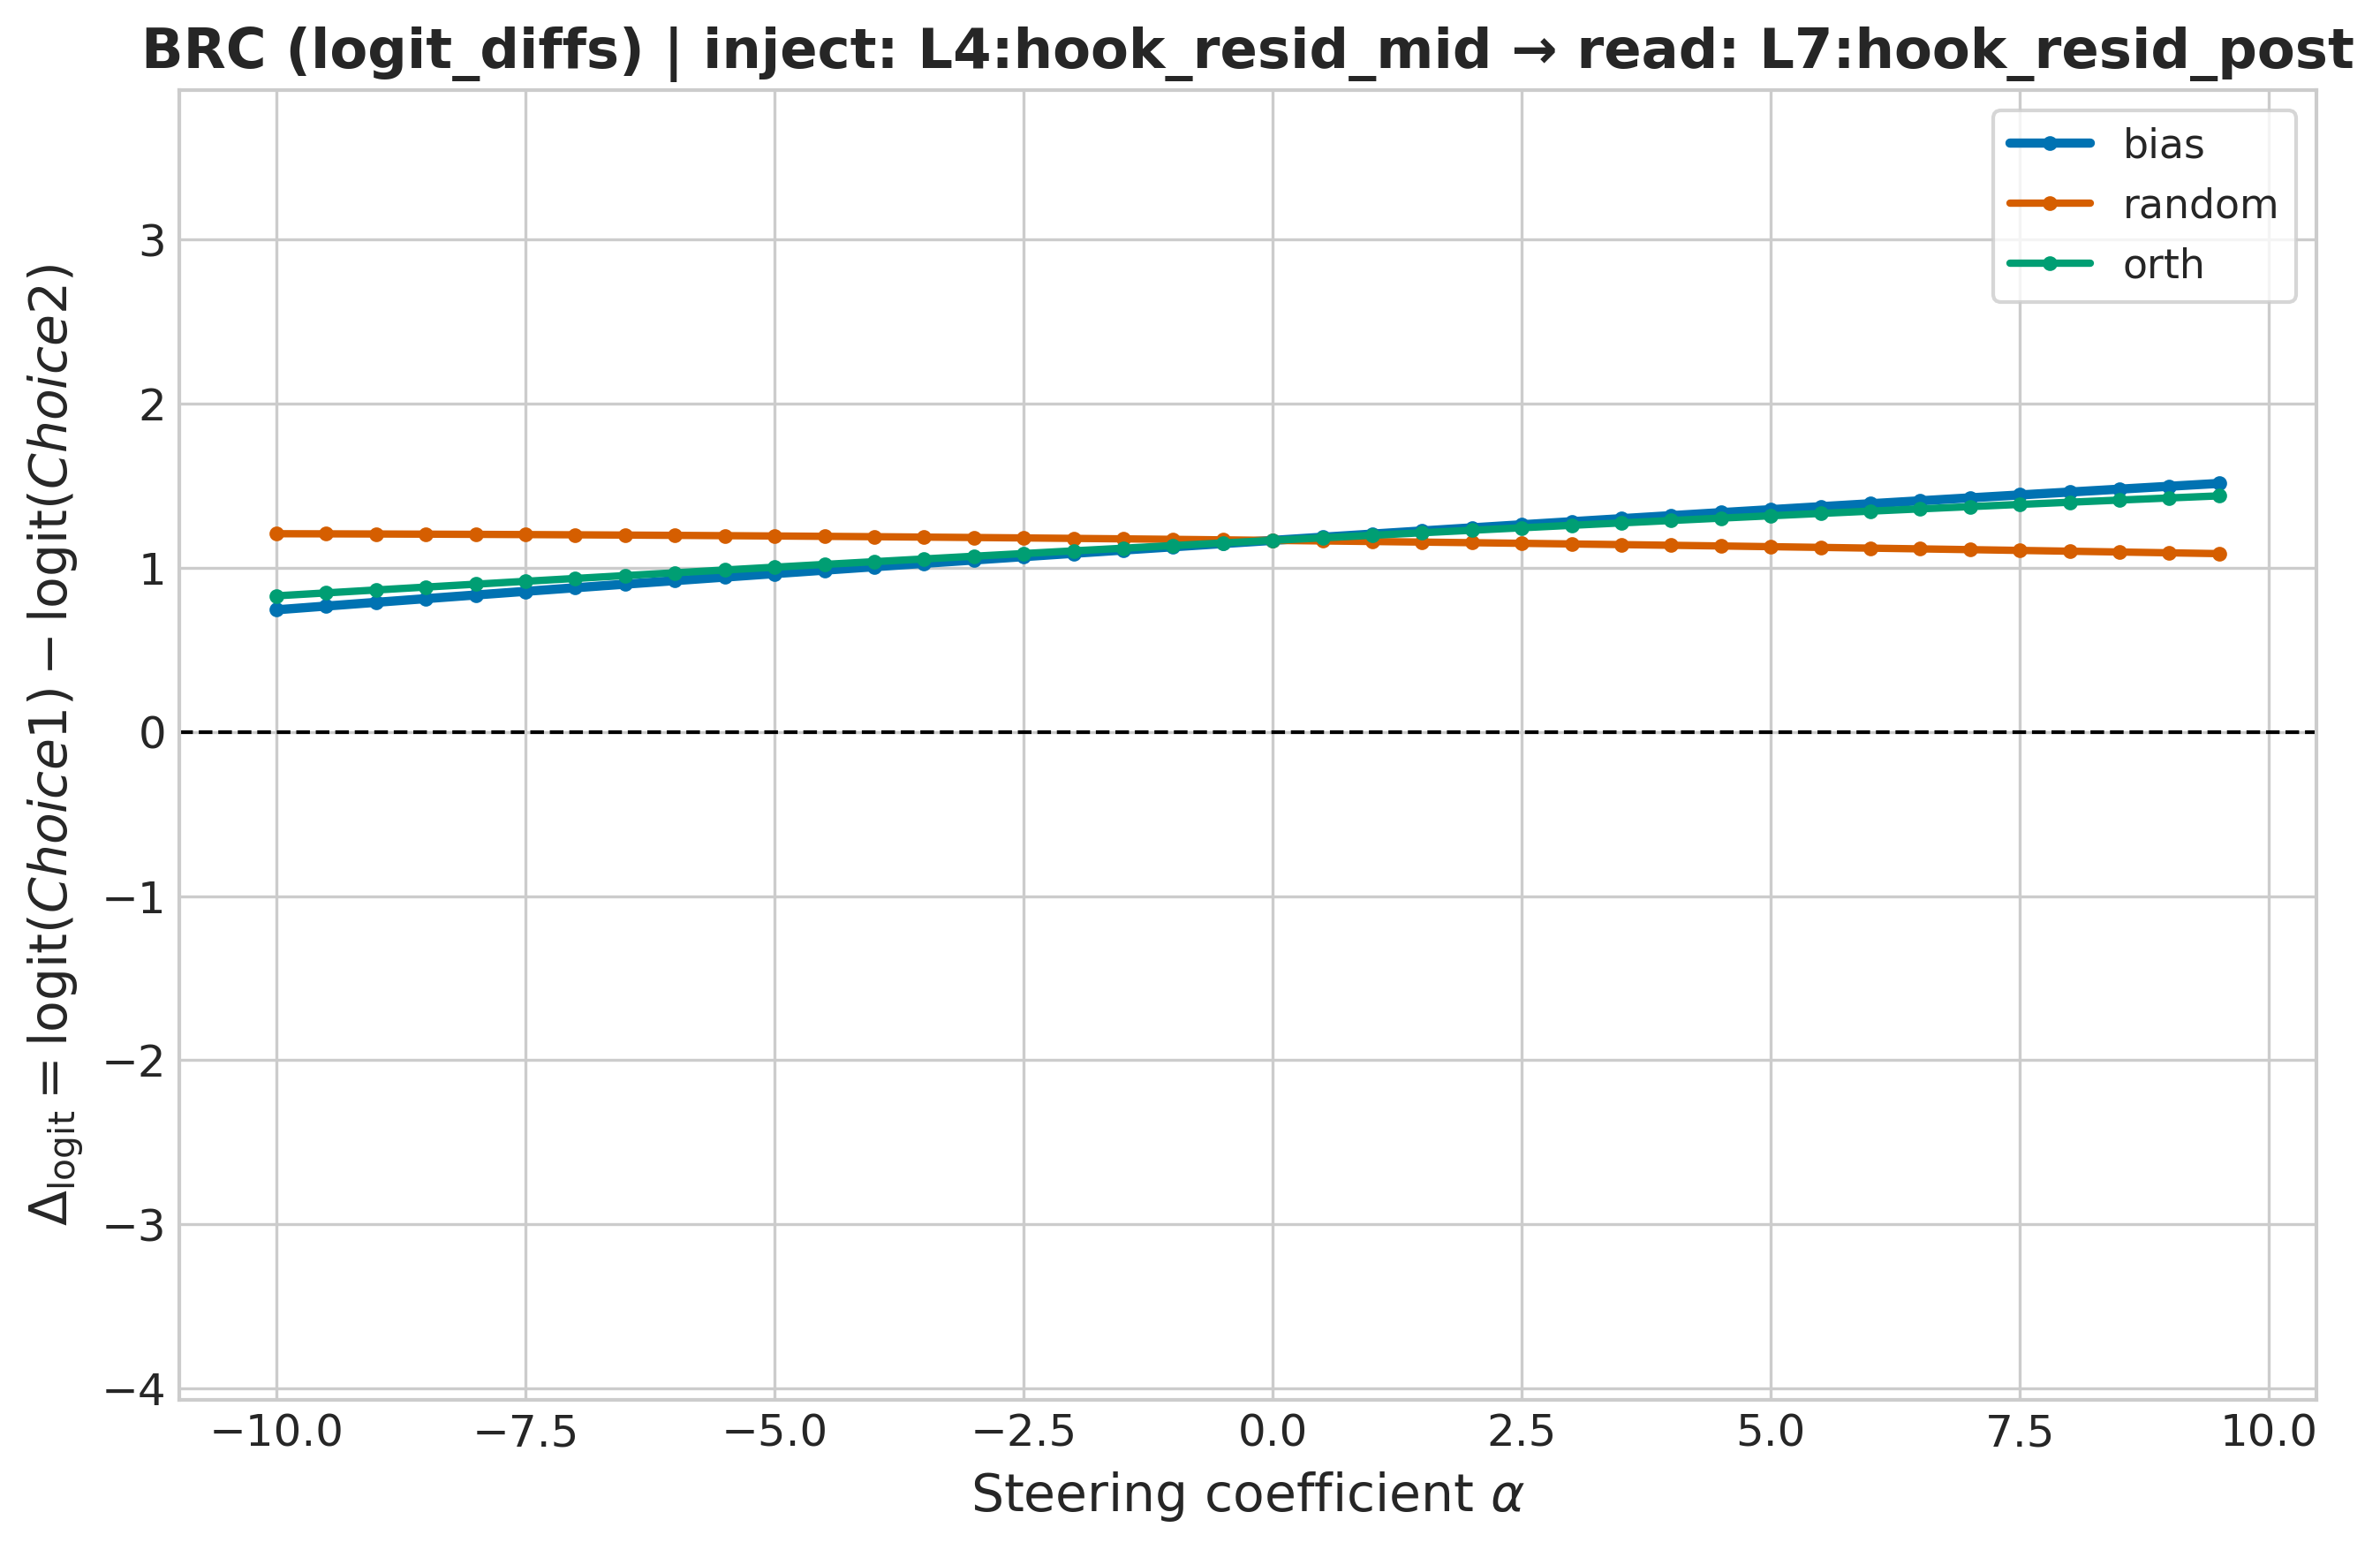 BRC (logit_diffs) | inject: L4:hook_resid_mid → read: L7:hook_resid_post
bias
random
orth
Δlogit = logit(Choice1) − logit(Choice2)
3
2
1
0
−1
−2
−3
−4
−10.0 −7.5 −5.0 −2.5 0.0 2.5 5.0 7.5 10.0
Steering coefficient α